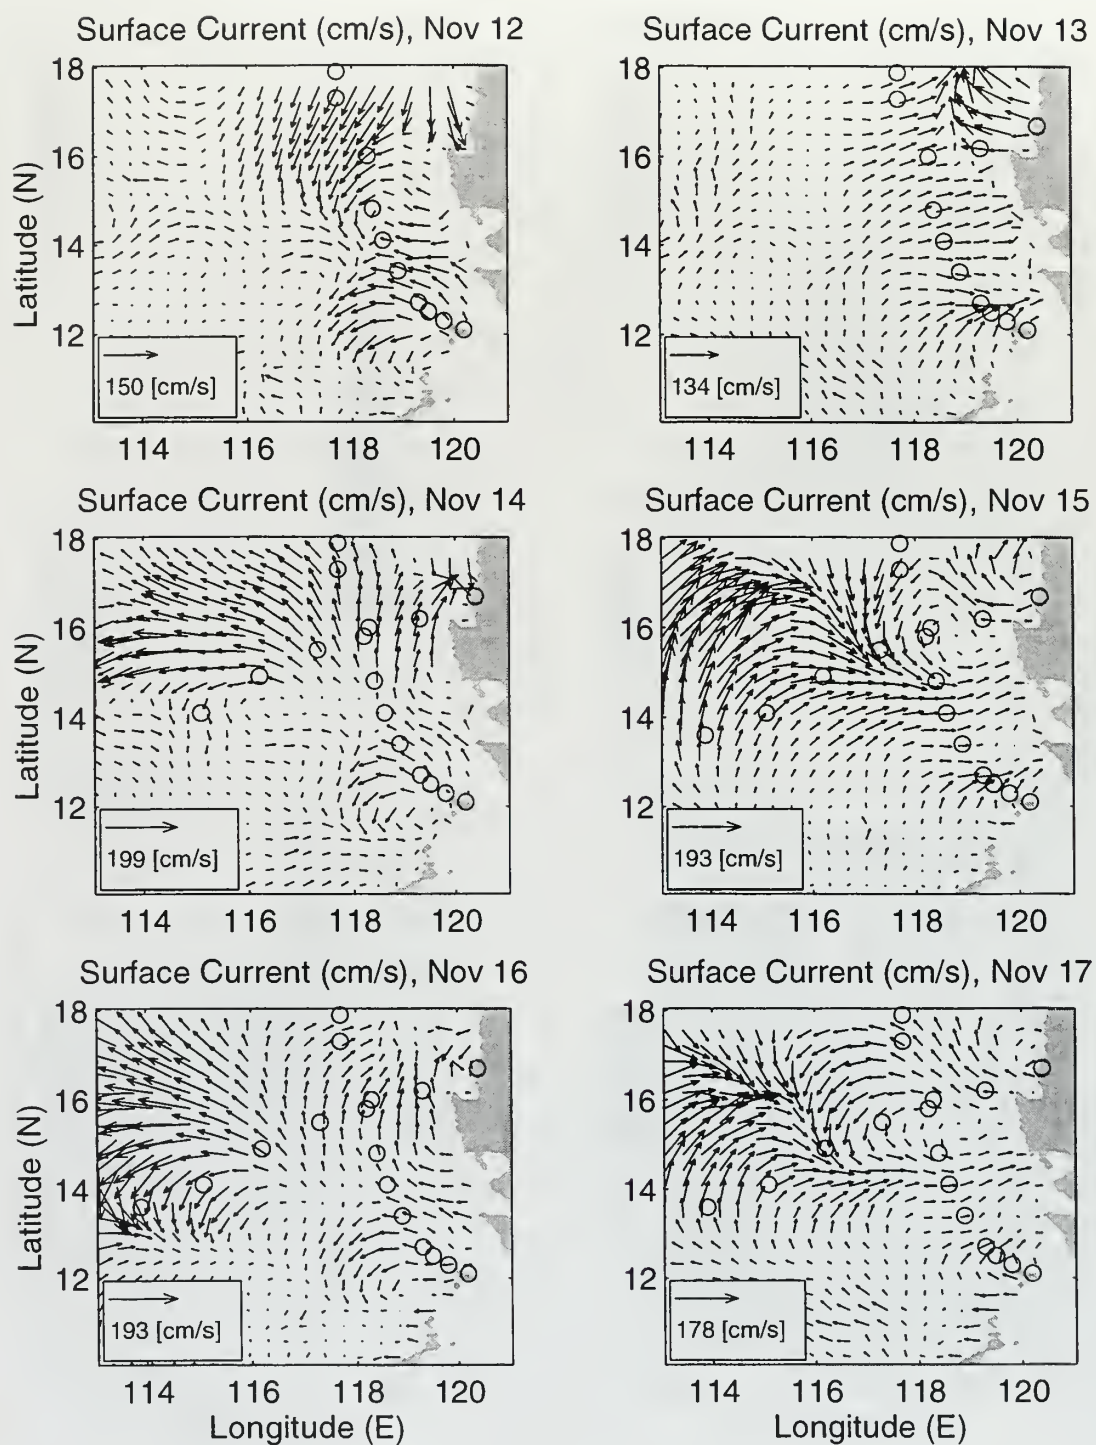 Surface Current (cm/s), Nov 12
Surface Current (cm/s), Nov 13
18
16
14
12
Latitude (N)
150 [cm/s]
114 116 118 120
18
16
14
12
134 [cm/s]
114 116 118 120
Surface Current (cm/s), Nov 14
Surface Current (cm/s), Nov 15
18
16
14
12
Latitude (N)
199 [cm/s]
114 116 118 120
18
16
14
12
193 [cm/s]
114 116 118 120
Surface Current (cm/s), Nov 16
Surface Current (cm/s), Nov 17
18
16
14
12
Latitude (N)
193 [cm/s]
114 116 118 120
Longitude (E)
18
16
14
12
178 [cm/s]
114 116 118 120
Longitude (E)